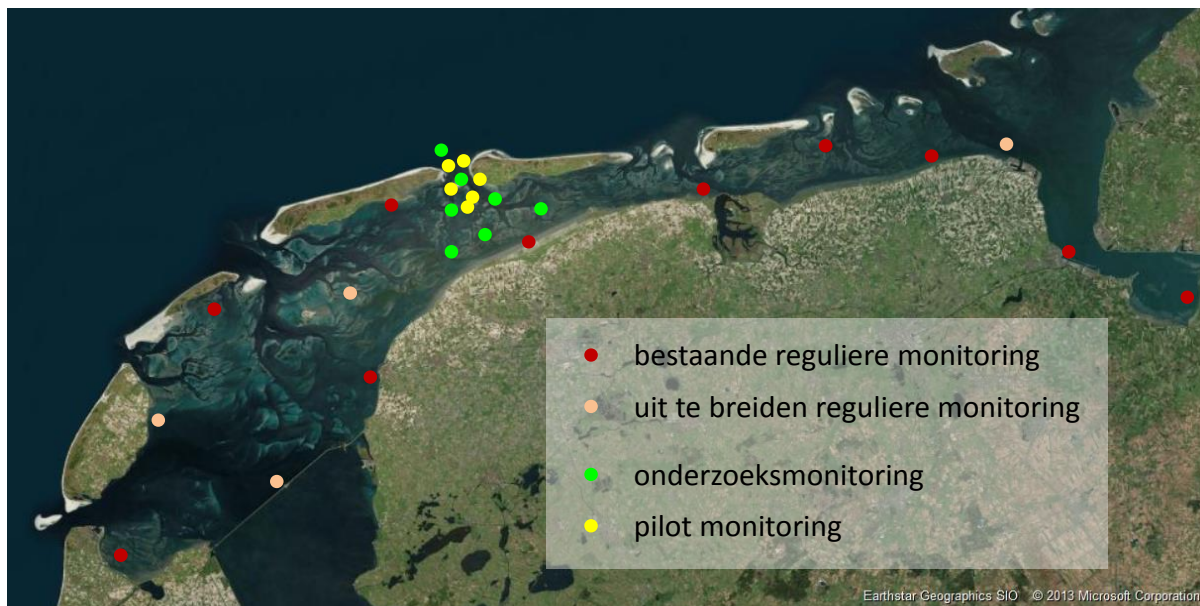 bestaande reguliere monitoring
uit te breiden reguliere monitoring
onderzoeksmonitoring
pilot monitoring
Earthstar Geographics SIO © 2013 Microsoft Corporation